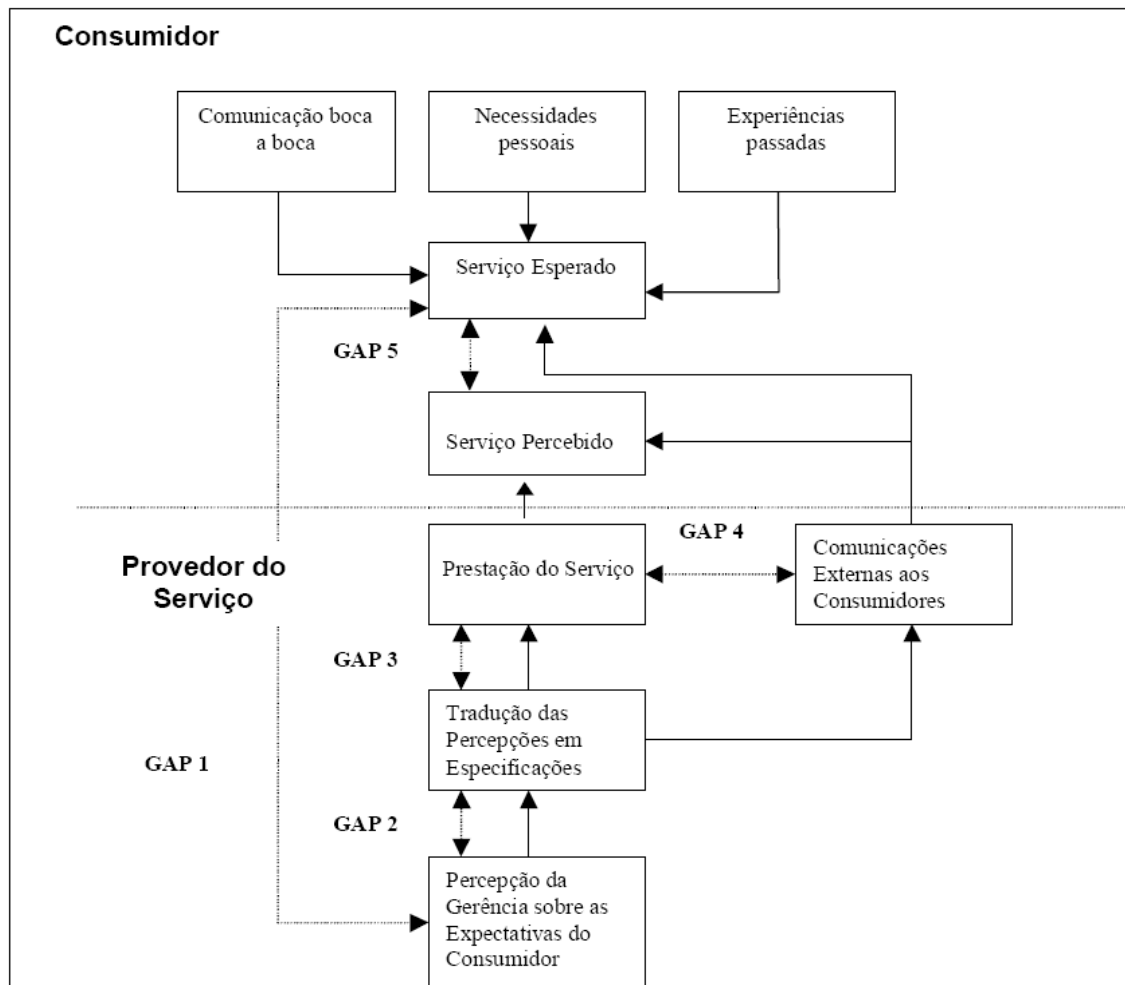 Consumidor
Comunicação boca
a boca
Necessidades
pessoais
Experiências
passadas
Serviço Esperado
GAP 5
Serviço Percebido
GAP 4
Provedor do
Serviço
Prestação do Serviço
Comunicações
Externas aos
Consumidores
GAP 3
Tradução das
Percepções em
Especificações
GAP 1
GAP 2
Percepção da
Gerência sobre as
Expectativas do
Consumidor